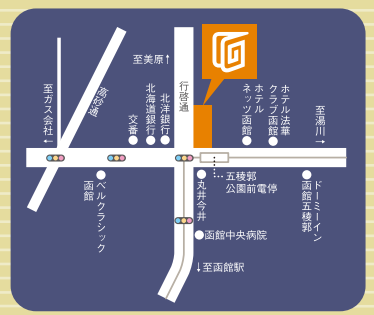 至美原↑
行啓通
高砂通
至ガス会社←
交番
北海道銀行
北洋銀行
ホテル
ネッツ函館
ホテル法華
クラブ函館
至湯川→
五稜郭
公園前電停
ベルクラシック
函館
丸井今井
ドーミーイン
函館五稜郭
函館中央病院
↓至函館駅